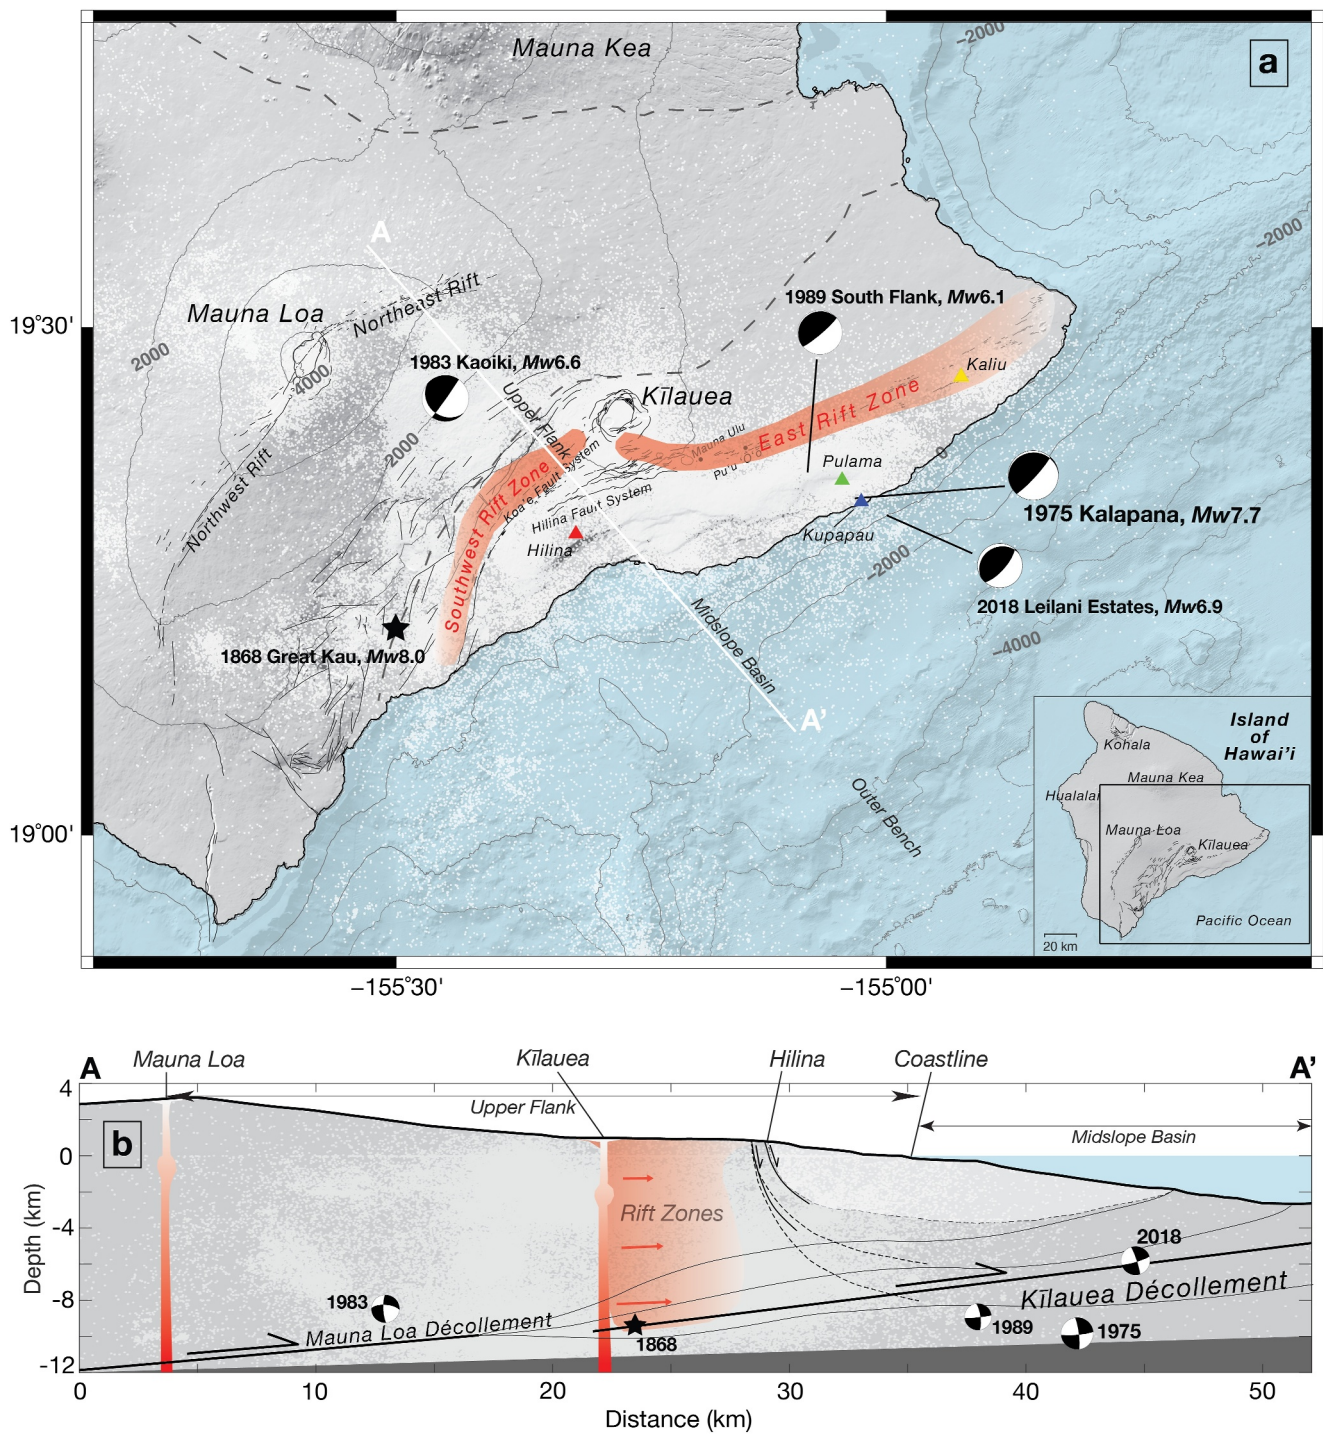 Mauna Kea
−2000
a
−2000
A
Northeast Rift
Mauna Loa
1989 South Flank, Mw6.1
19°30'
2000
4000
1983 Kaoiki, Mw6.6
Kaliu
Upper Flank
Kīlauea
East Rift Zone
2000
Mauna Ulu
Pu'u 'Ō'ō
0
Northwest Rift
Southwest Rift Zone
Koa'e Fault System
Pulama
Hilina Fault System
1975 Kalapana, Mw7.7
Hilina
Kupapau
−2000
2018 Leilani Estates, Mw6.9
Midslope Basin
−4000
1868 Great Kau, Mw8.0
A'
Island
of
Hawai'i
Kohala
Mauna Kea
Hualalai
Outer Bench
19°00'
Mauna Loa
Kīlauea
Pacific Ocean
20 km
−155°30'
−155°00'
A
Mauna Loa
Kīlauea
Hilina
Coastline
A'
4
Upper Flank
b
Midslope Basin
0
Depth (km)
Rift Zones
-4
2018
-8
1983
Kīlauea Décollement
Mauna Loa Décollement
1868
1989
1975
-12
0
10
20
30
40
50
Distance (km)